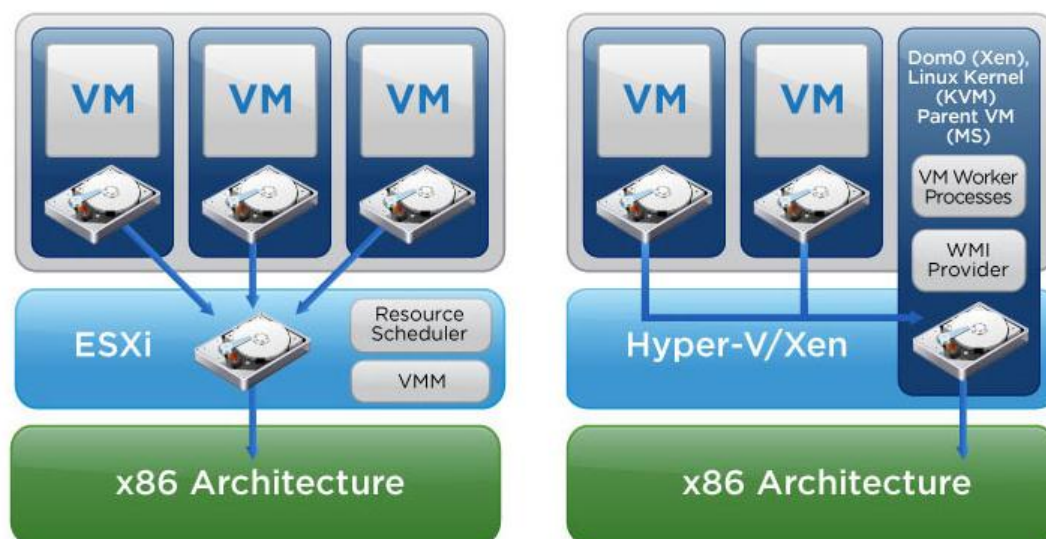 VM
VM
VM
ESXi
Resource
Scheduler
VMM
x86 Architecture
VM
VM
Dom0 (Xen),
Linux Kernel
(KVM)
Parent VM
(MS)
VM Worker
Processes
WMI
Provider
Hyper-V/Xen
x86 Architecture